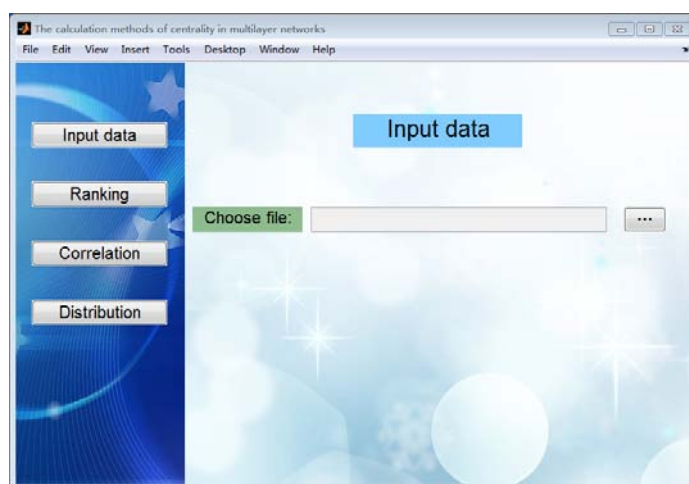 The calculation methods of centrality in multilayer networks
File Edit View Insert Tools Desktop Window Help
Input data
Ranking
Correlation
Distribution
Input data
Choose file:
...